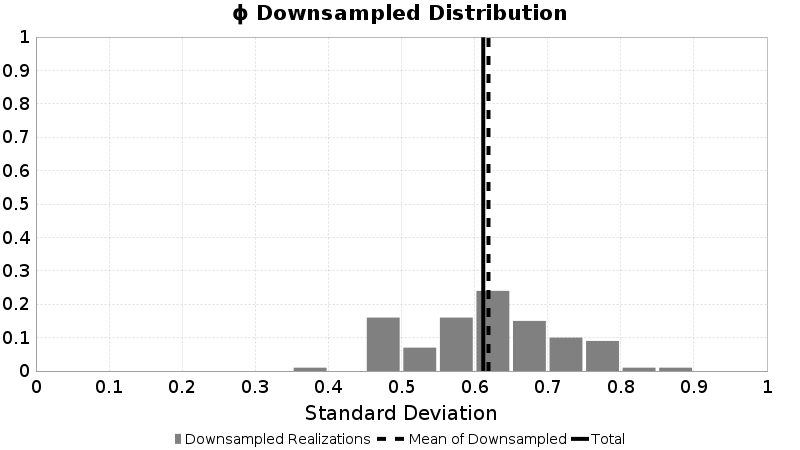 ϕ Downsampled Distribution
1
0.9
0.8
0.7
0.6
0.5
0.4
0.3
0.2
0.1
0
0 0.1 0.2 0.3 0.4 0.5 0.6 0.7 0.8 0.9 1
Standard Deviation
Downsampled Realizations Mean of Downsampled Total